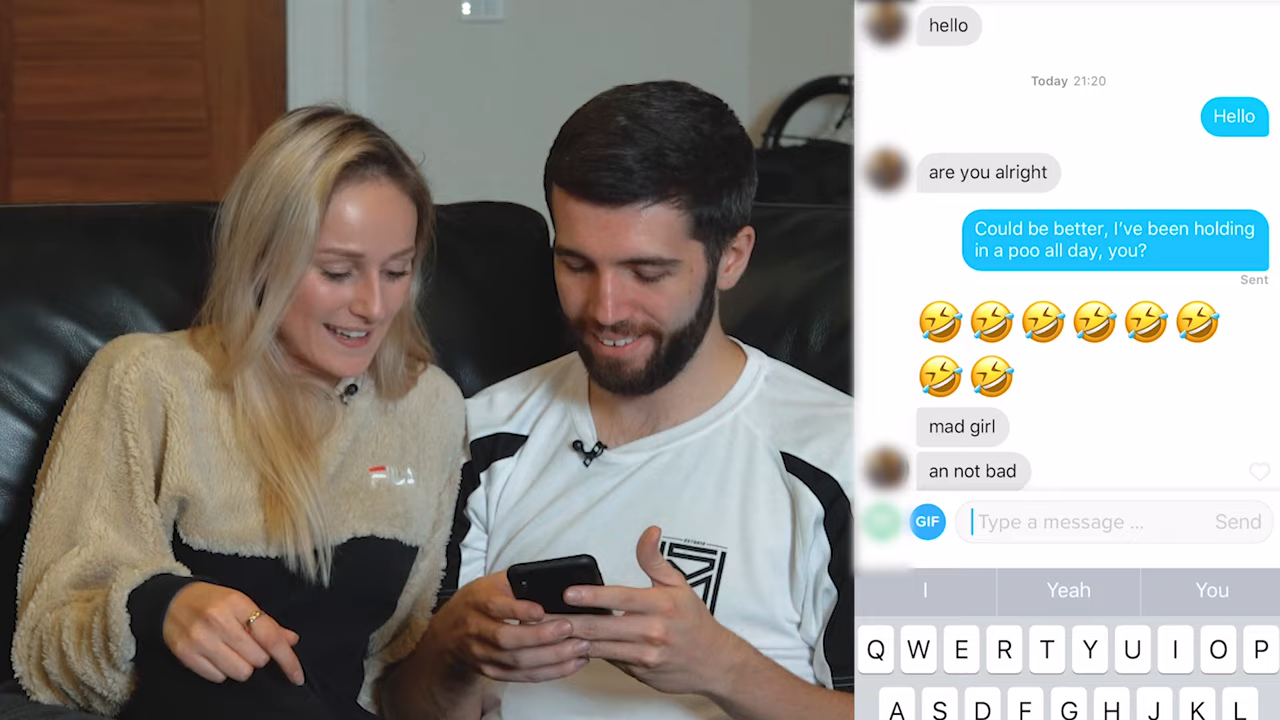 hello
Today 21:20
Hello
are you alright
Could be better, I've been holding
in a poo all day, you?
Sent
mad girl
an not bad
GIF
Type a message ...
Send
I
Yeah
You
Q W E R T Y U I O P
A S D F G H J K L
FILA